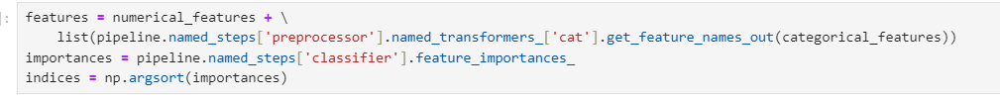 ]:
features = numerical_features + \
    list(pipeline.named_steps['preprocessor'].named_transformers_['cat'].get_feature_names_out(categorical_features))
importances = pipeline.named_steps['classifier'].feature_importances_
indices = np.argsort(importances)